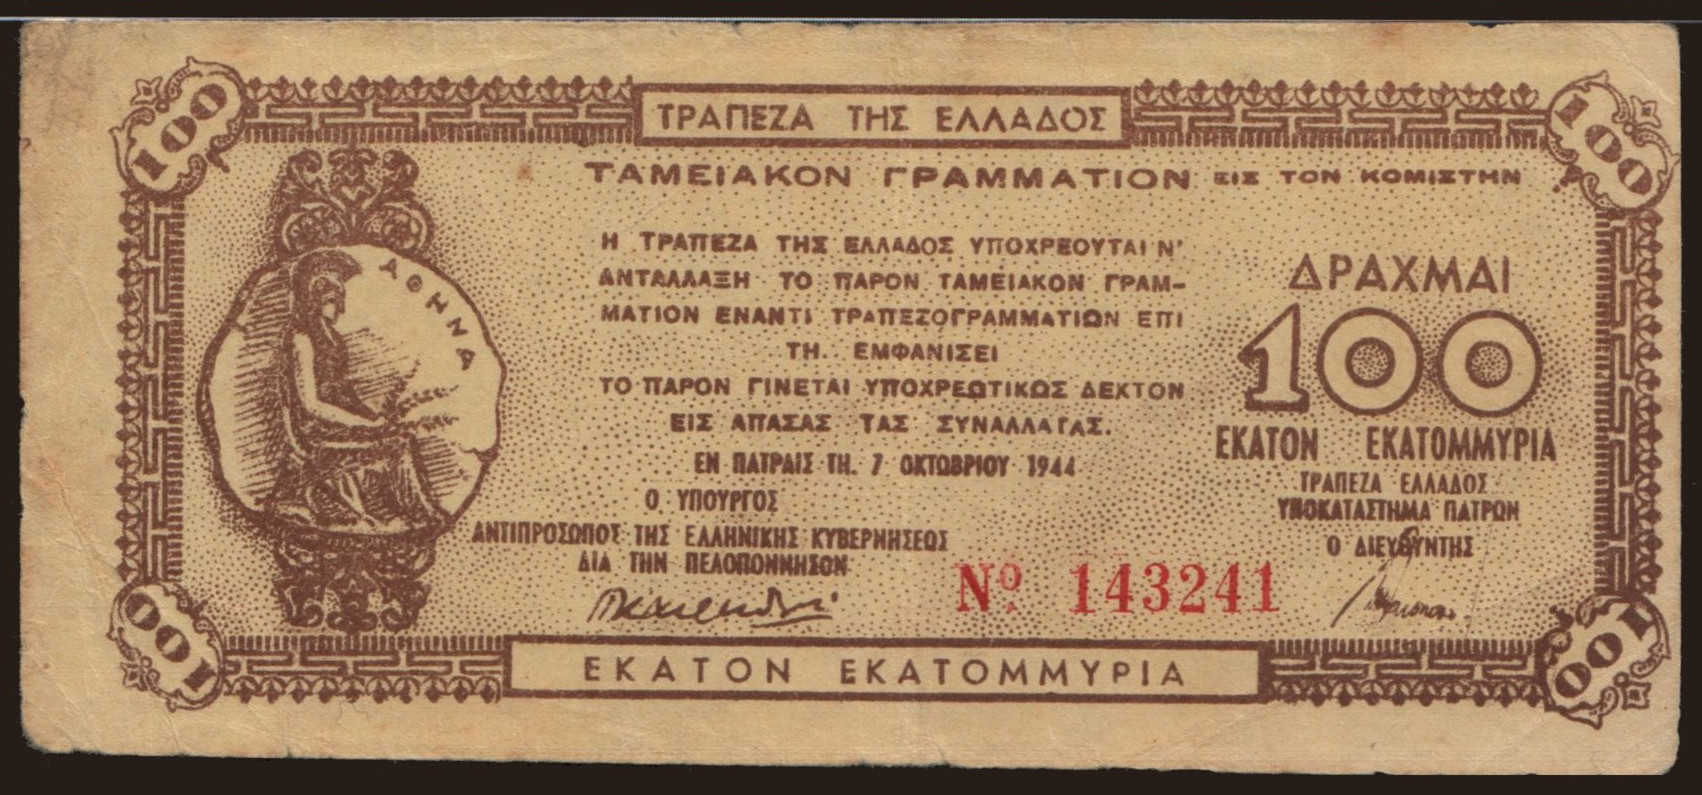 100
100
ΤΡΑΠΕΖΑ ΤΗΣ ΕΛΛΑΔΟΣ
ΤΑΜΕΙΑΚΟΝ ΓΡΑΜΜΑΤΙΟΝ ΕΙΣ ΤΟΝ ΚΟΜΙΣΤΗΝ
ΑΘΗΝΑ
Η ΤΡΑΠΕΖΑ ΤΗΣ ΕΛΛΑΔΟΣ ΥΠΟΧΡΕΟΥΤΑΙ Ν'
ΑΝΤΑΛΛΑΞΗ ΤΟ ΠΑΡΟΝ ΤΑΜΕΙΑΚΟΝ ΓΡΑΜ-
ΜΑΤΙΟΝ ΕΝΑΝΤΙ ΤΡΑΠΕΖΟΓΡΑΜΜΑΤΙΩΝ ΕΠΙ
ΤΗ. ΕΜΦΑΝΙΣΕΙ
ΤΟ ΠΑΡΟΝ ΓΙΝΕΤΑΙ ΥΠΟΧΡΕΩΤΙΚΩΣ ΔΕΚΤΟΝ
ΕΙΣ ΑΠΑΣΑΣ ΤΑΣ ΣΥΝΑΛΛΑΓΑΣ.
ΕΝ ΠΑΤΡΑΙΣ ΤΗ. 7 ΟΚΤΩΒΡΙΟΥ 1944
Ο ΥΠΟΥΡΓΟΣ
ΑΝΤΙΠΡΟΣΩΠΟΣ ΤΗΣ ΕΛΛΗΝΙΚΗΣ ΚΥΒΕΡΝΗΣΕΩΣ
ΔΙΑ ΤΗΝ ΠΕΛΟΠΟΝΝΗΣΟΝ
ΔΡΑΧΜΑΙ
100
ΕΚΑΤΟΝ ΕΚΑΤΟΜΜΥΡΙΑ
ΤΡΑΠΕΖΑ ΕΛΛΑΔΟΣ
ΥΠΟΚΑΤΑΣΤΗΜΑ ΠΑΤΡΩΝ
Ο ΔΙΕΥΘΥΝΤΗΣ
Nº 143241
ΕΚΑΤΟΝ ΕΚΑΤΟΜΜΥΡΙΑ
100
100